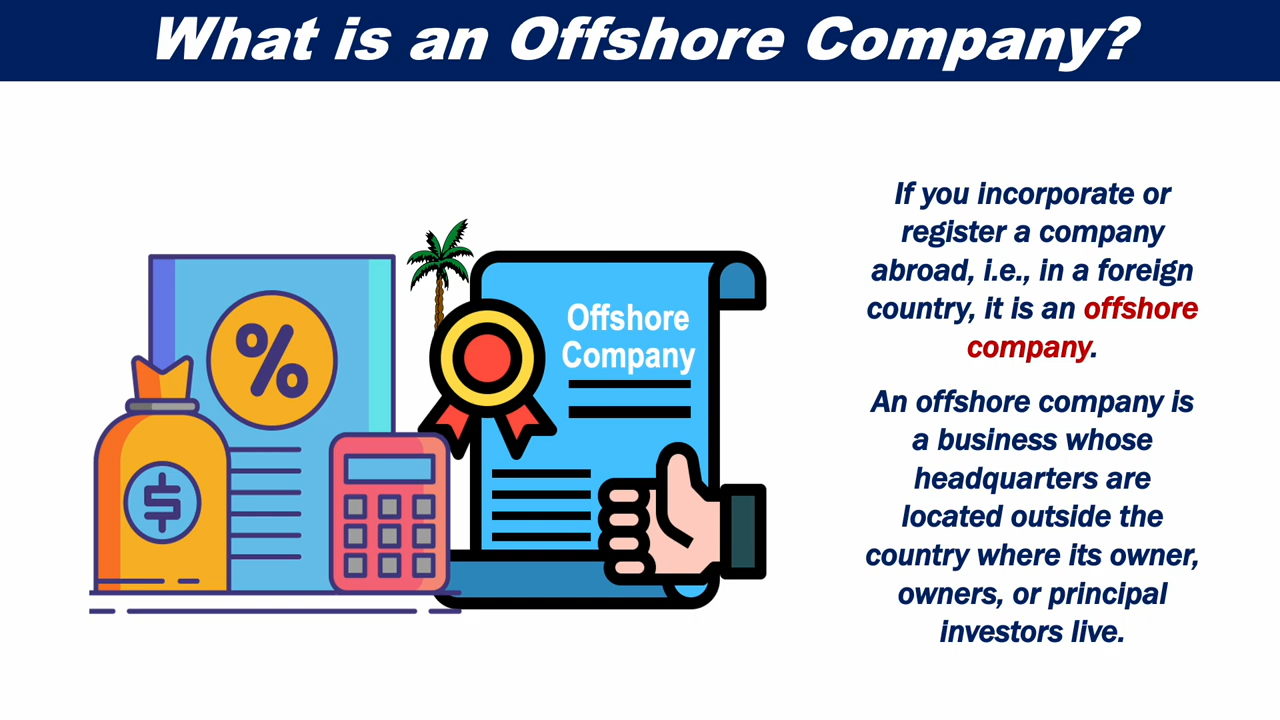 What is an Offshore Company?
Offshore
Company
%
$
If you incorporate or
register a company
abroad, i.e., in a foreign
country, it is an offshore
company.
An offshore company is
a business whose
headquarters are
located outside the
country where its owner,
owners, or principal
investors live.